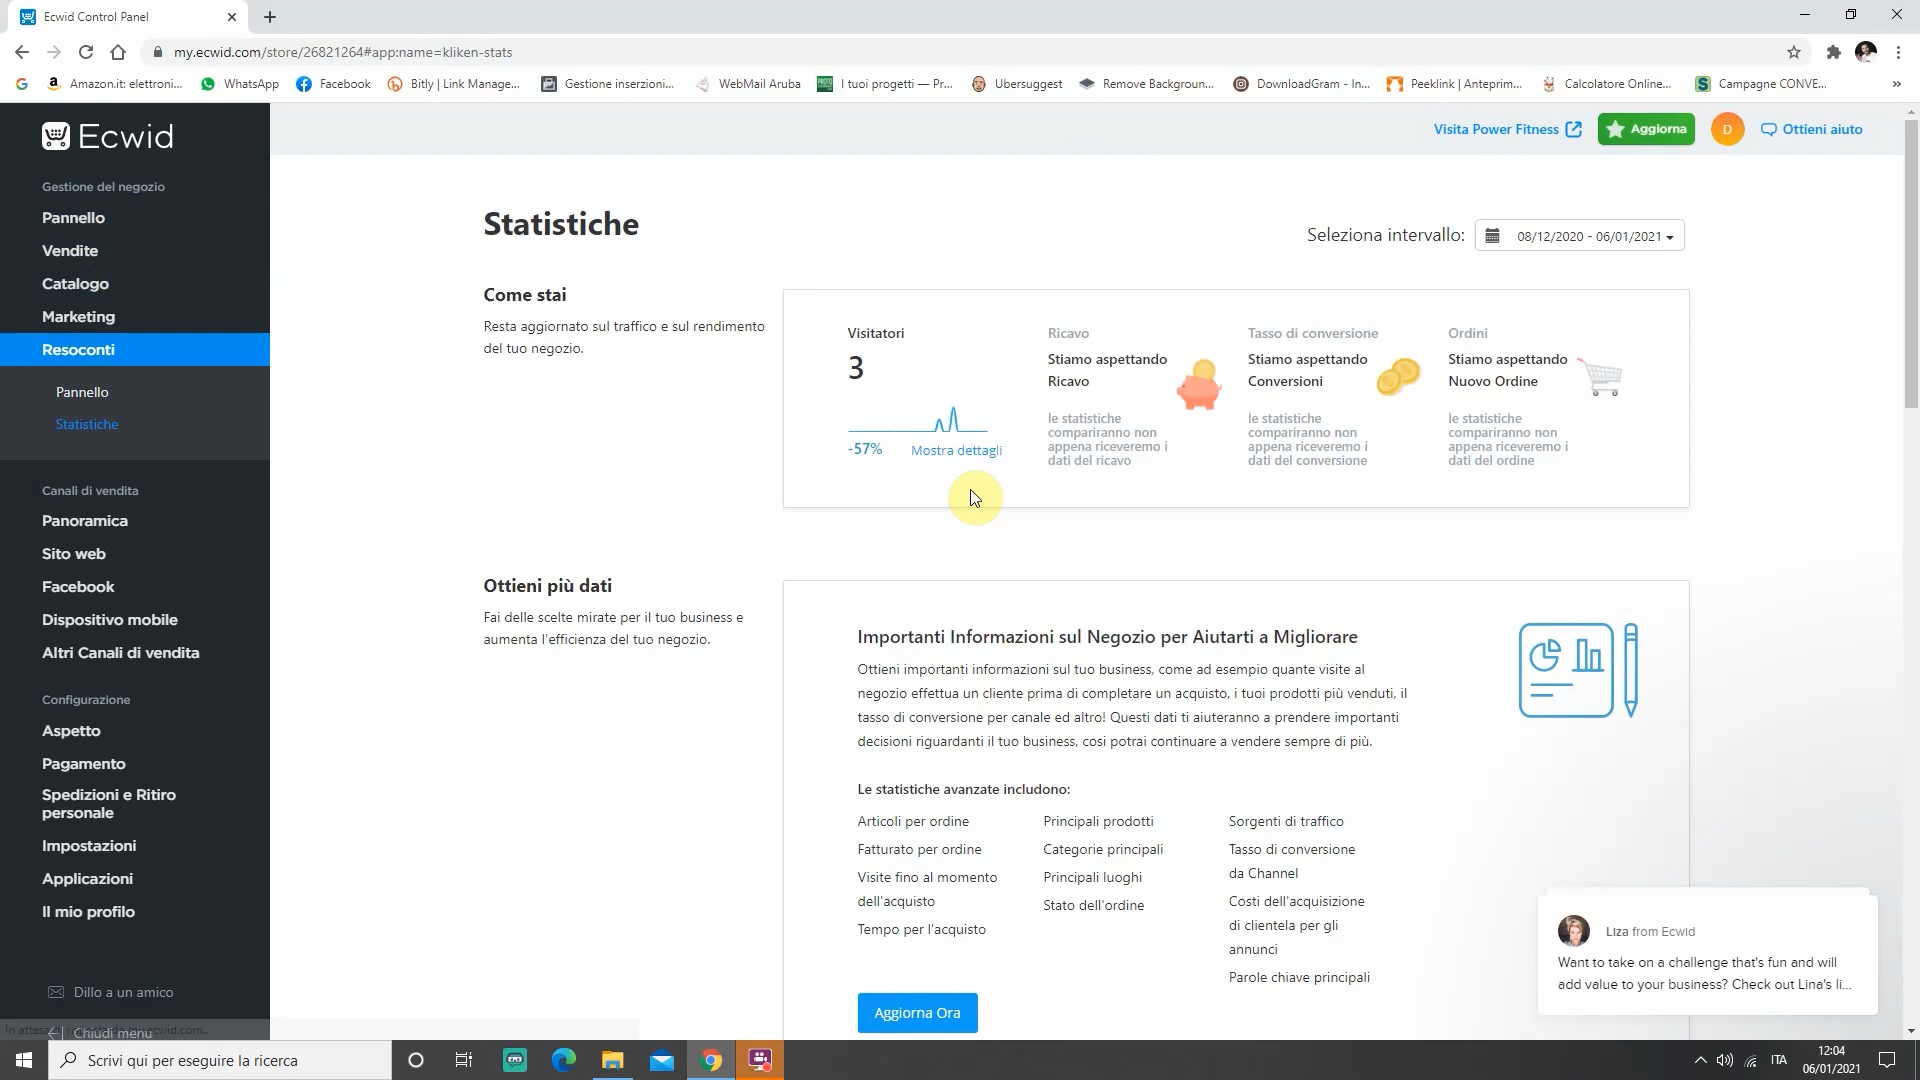 Ecwid Control Panel
my.ecwid.com/store/26821264#app:name=kliken-stats
Amazon.it: elettroni...
WhatsApp
Facebook
Bitly | Link Manage...
Gestione inserzioni...
WebMail Aruba
I tuoi progetti — Pr...
Ubersuggest
Remove Backgroun...
DownloadGram - In...
Peeklink | Anteprim...
Calcolatore Online...
Campagne CONVE...
»
Ecwid
Visita Power Fitness
Aggiorna
D
Ottieni aiuto
Gestione del negozio
Pannello
Vendite
Catalogo
Marketing
Resoconti
Pannello
Statistiche
Canali di vendita
Panoramica
Sito web
Facebook
Dispositivo mobile
Altri Canali di vendita
Configurazione
Aspetto
Pagamento
Spedizioni e Ritiro
personale
Impostazioni
Applicazioni
Il mio profilo
Dillo a un amico
Chiudi menu
Statistiche
Seleziona intervallo:
08/12/2020 - 06/01/2021
Come stai
Resta aggiornato sul traffico e sul rendimento
del tuo negozio.
Visitatori
3
-57%
Mostra dettagli
Ricavo
Stiamo aspettando
Ricavo
le statistiche
compariranno non
appena riceveremo i
dati del ricavo
Tasso di conversione
Stiamo aspettando
Conversioni
le statistiche
compariranno non
appena riceveremo i
dati del conversione
Ordini
Stiamo aspettando
Nuovo Ordine
le statistiche
compariranno non
appena riceveremo i
dati del ordine
Ottieni più dati
Fai delle scelte mirate per il tuo business e
aumenta l'efficienza del tuo negozio.
Importanti Informazioni sul Negozio per Aiutarti a Migliorare
Ottieni importanti informazioni sul tuo business, come ad esempio quante visite al
negozio effettua un cliente prima di completare un acquisto, i tuoi prodotti più venduti, il
tasso di conversione per canale ed altro! Questi dati ti aiuteranno a prendere importanti
decisioni riguardanti il tuo business, cosi potrai continuare a vendere sempre di più.
Le statistiche avanzate includono:
Articoli per ordine
Fatturato per ordine
Visite fino al momento
dell'acquisto
Tempo per l'acquisto
Principali prodotti
Categorie principali
Principali luoghi
Stato dell'ordine
Sorgenti di traffico
Tasso di conversione
da Channel
Costi dell'acquisizione
di clientela per gli
annunci
Parole chiave principali
Aggiorna Ora
Liza from Ecwid
Want to take on a challenge that's fun and will
add value to your business? Check out Lina's li...
Scrivi qui per eseguire la ricerca
ITA
12:04
06/01/2021